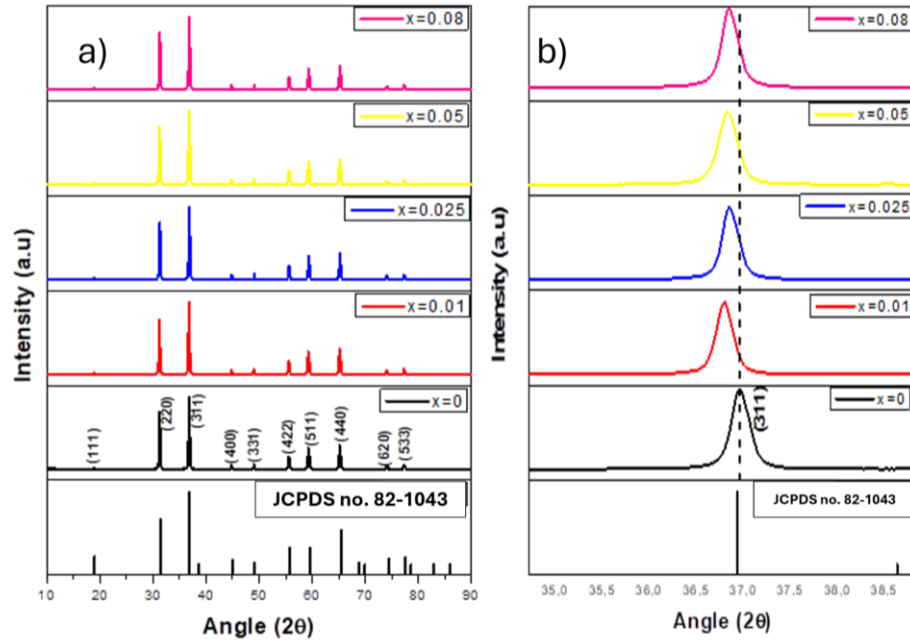 a)
x=0.08
x=0.05
x=0.025
x=0.01
x=0
(111)
(220)
(311)
(400)
(331)
(422)
(511)
(440)
(620)
(533)
JCPDS no. 82-1043
10 20 30 40 50 60 70 80 90
Angle (2θ)
Intensity (a.u)
b)
x=0.08
x=0.05
x=0.025
x=0.01
x=0
(311)
JCPDS no. 82-1043
35,0 35,5 36,0 36,5 37,0 37,5 38,0 38,5
Angle (2θ)
Intensity (a.u)